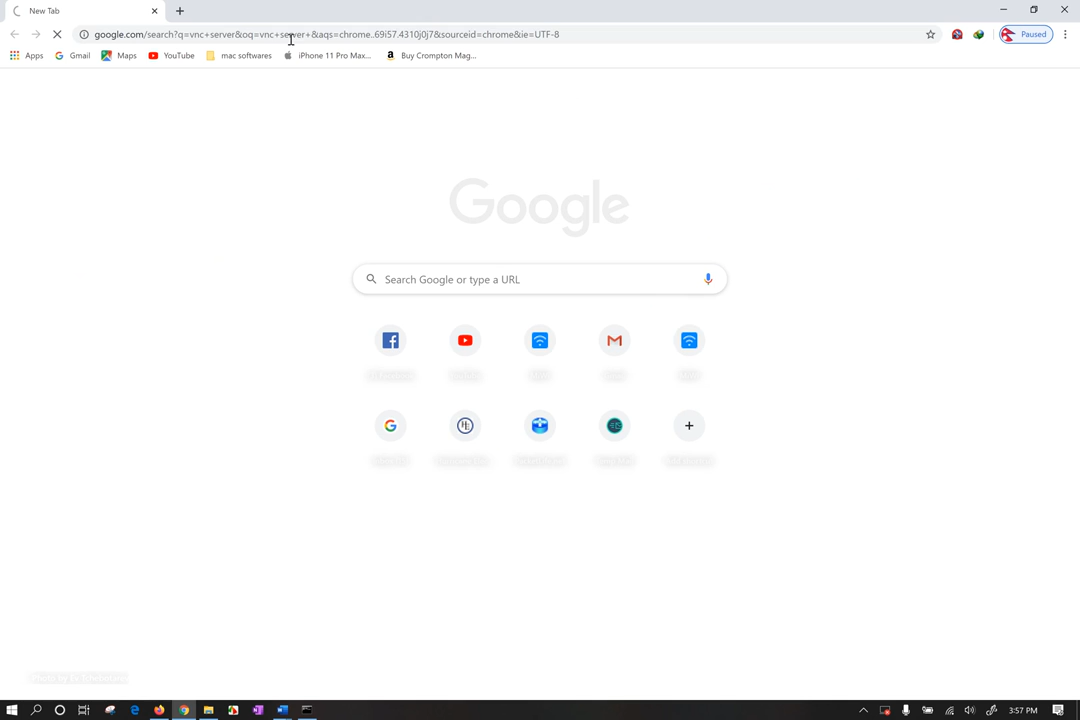 New Tab
google.com/search?q=vnc+server&oq=vnc+server+&aqs=chrome..69i57.4310j0j7&sourceid=chrome&ie=UTF-8
Paused
Apps Gmail Maps YouTube mac softwares iPhone 11 Pro Max... Buy Crompton Mag...
Google
Search Google or type a URL
3:57 PM